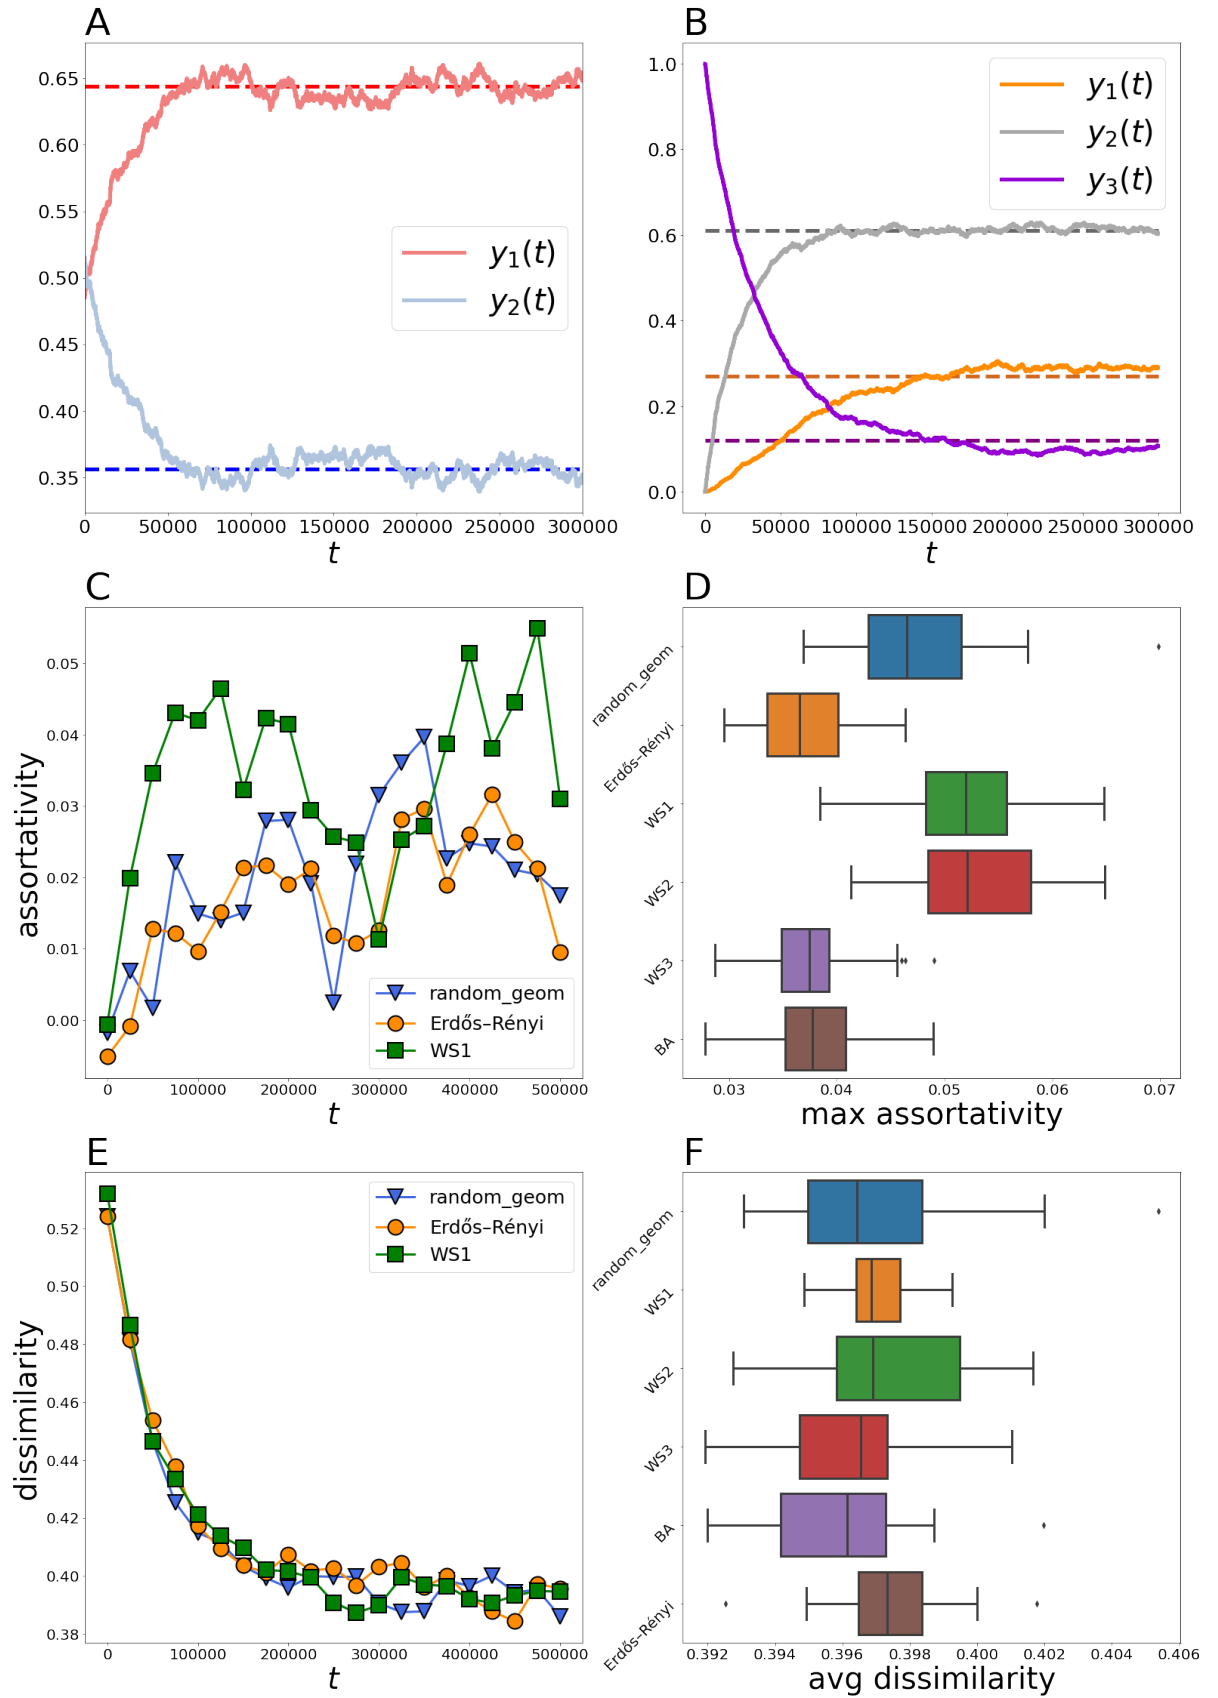 A
0.65
0.60
0.55
0.50
0.45
0.40
0.35
y1(t)
y2(t)
0 50000 100000 150000 200000 250000 300000
t
B
1.0
0.8
0.6
0.4
0.2
0.0
y1(t)
y2(t)
y3(t)
0 50000 100000 150000 200000 250000 300000
t
C
assortativity
0.05
0.04
0.03
0.02
0.01
0.00
random_geom
Erdős–Rényi
WS1
0 100000 200000 300000 400000 500000
t
D
random_geom
Erdős–Rényi
WS1
WS2
WS3
BA
0.03 0.04 0.05 0.06 0.07
max assortativity
E
dissimilarity
0.52
0.50
0.48
0.46
0.44
0.42
0.40
0.38
random_geom
Erdős–Rényi
WS1
0 100000 200000 300000 400000 500000
t
F
random_geom
WS1
WS2
WS3
BA
Erdős–Rényi
0.392 0.394 0.396 0.398 0.400 0.402 0.404 0.406
avg dissimilarity